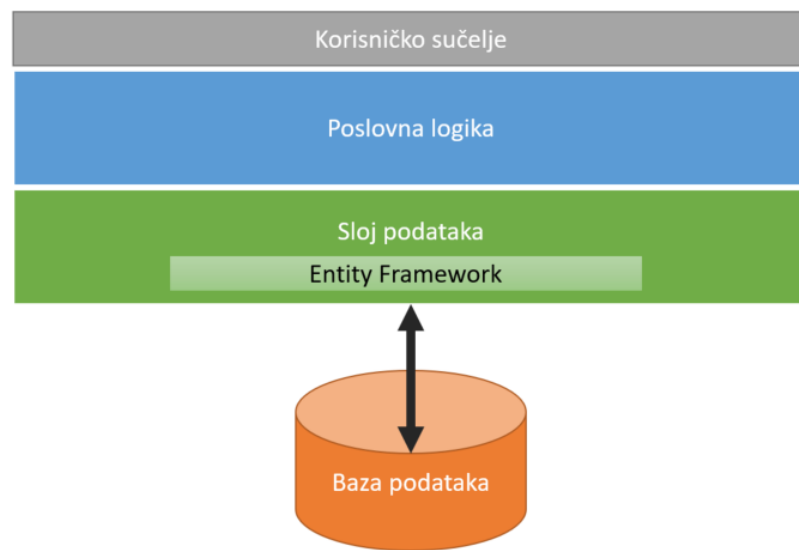 Korisničko sučelje
Poslovna logika
Sloj podataka
Entity Framework
Baza podataka